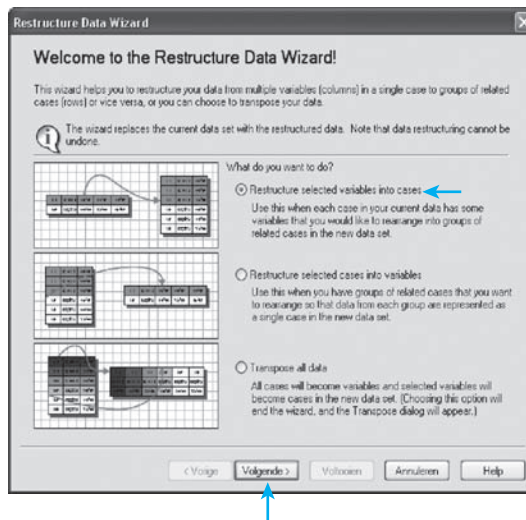 Restructure Data Wizard
Welcome to the Restructure Data Wizard!
This wizard helps you to restructure your data from multiple variables (columns) in a single case to groups of related
cases (rows) or vice versa, or you can choose to transpose your data.
The wizard replaces the current data set with the restructured data. Note that data restructuring cannot be
undone.
What do you want to do?
Restructure selected variables into cases
Use this when each case in your current data has some
variables that you would like to rearrange into groups of
related cases in the new data set.
Restructure selected cases into variables
Use this when you have groups of related cases that you want
to rearrange so that data from each group are represented as
a single case in the new data set.
Transpose all data
All cases will become variables and selected variables will
become cases in the new data set. (Choosing this option will
end the wizard, and the Transpose dialog will appear.)
< Vorige
Volgende >
Voltooien
Annuleren
Help